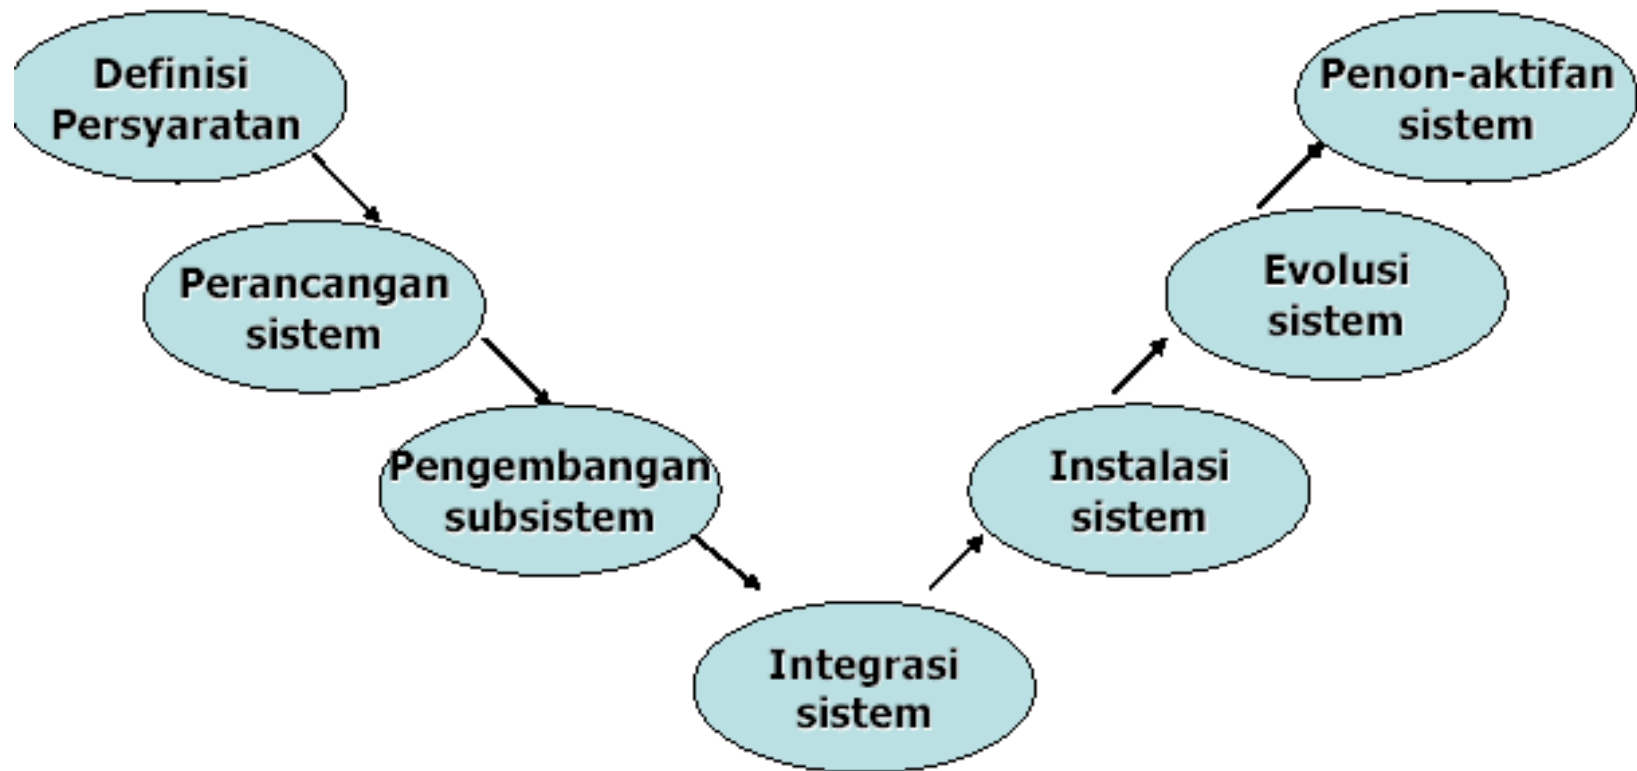 Definisi
Persyaratan
Perancangan
sistem
Pengembangan
subsistem
Integrasi
sistem
Instalasi
sistem
Evolusi
sistem
Penon-aktifan
sistem